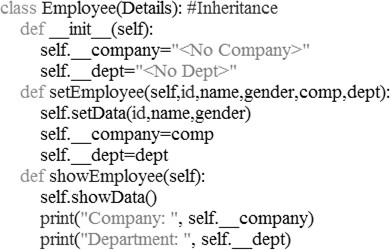 class Employee(Details): #Inheritance
def __init__(self):
self.__company="<No Company>"
self.__dept="<No Dept>"
def setEmployee(self,id,name,gender,comp,dept):
self.setData(id,name,gender)
self.__company=comp
self.__dept=dept
def showEmployee(self):
self.showData()
print("Company: ", self.__company)
print("Department: ", self.__dept)